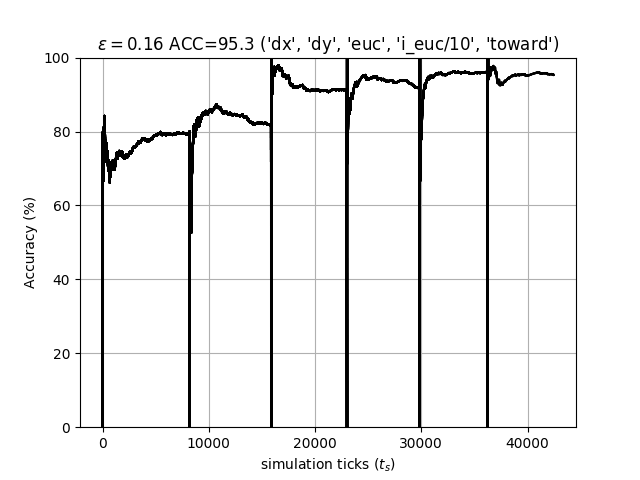 ε = 0.16 ACC=95.3 ('dx', 'dy', 'euc', 'i_euc/10', 'toward')
100
80
60
40
20
0
Accuracy (%)
0 10000 20000 30000 40000
simulation ticks (tₛ)